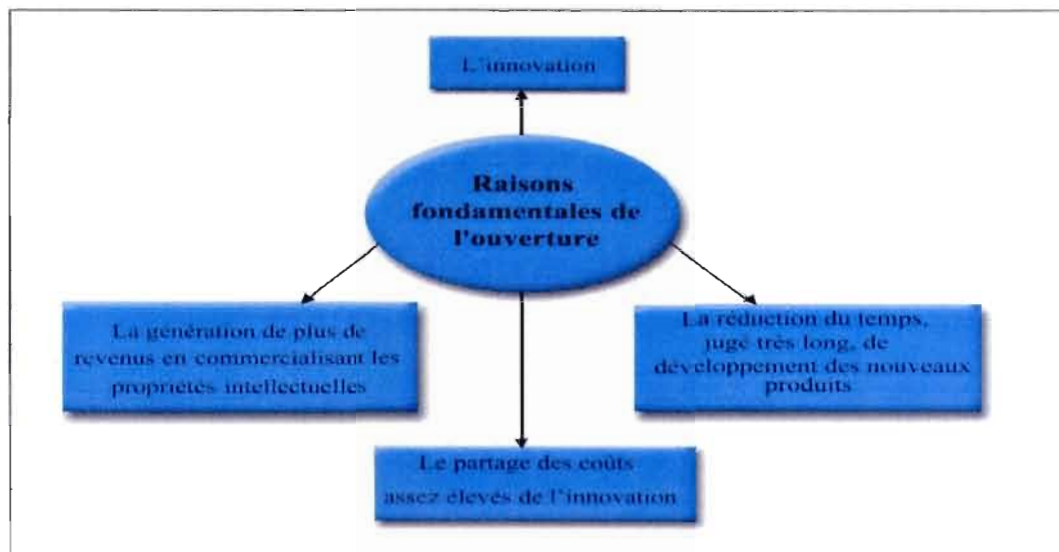 L'innovation
Raisons
fondamentales de
l'ouverture
La génération de plus de
revenus en commercialisant les
propriétés intellectuelles
La réduction du temps,
jugé très long, de
développement des nouveaux
produits
Le partage des coûts
assez élevés de l'innovation